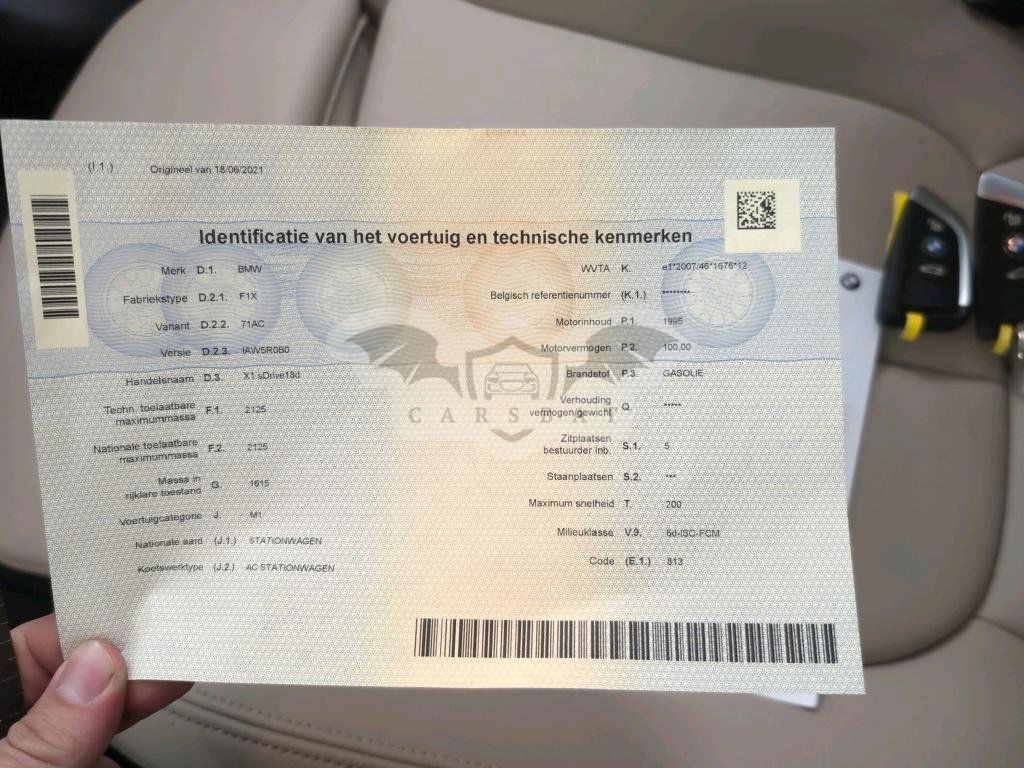 (I.1.) Origineel van 18/06/2021
Identificatie van het voertuig en technische kenmerken
Merk D.1. BMW
Fabriekstype D.2.1. F1X
Variant D.2.2. 71AC
Versie D.2.3. IAW5R0B0
Handelsnaam D.3. X1 sDrive18d
Techn. toelaatbare
maximummassa F.1. 2125
Nationale toelaatbare
maximummassa F.2. 2125
Massa in
rijklare toestand G. 1615
Voertuigcategorie J. M1
Nationale aard (J.1.) STATIONWAGEN
Koetswerktype (J.2.) AC STATIONWAGEN
WVTA K. e1*2007/46*1676*12
Belgisch referentienummer (K.1.) ********
Motorinhoud P.1. 1995
Motorvermogen P.2. 100,00
Brandstof P.3. GASOLIE
Verhouding
vermogen/gewicht Q. *****
Zitplaatsen
bestuurder inb. S.1. 5
Staanplaatsen S.2. ***
Maximum snelheid T. 200
Milieuklasse V.9. 6d-ISC-FCM
Code (E.1.) 813
CARSBAT